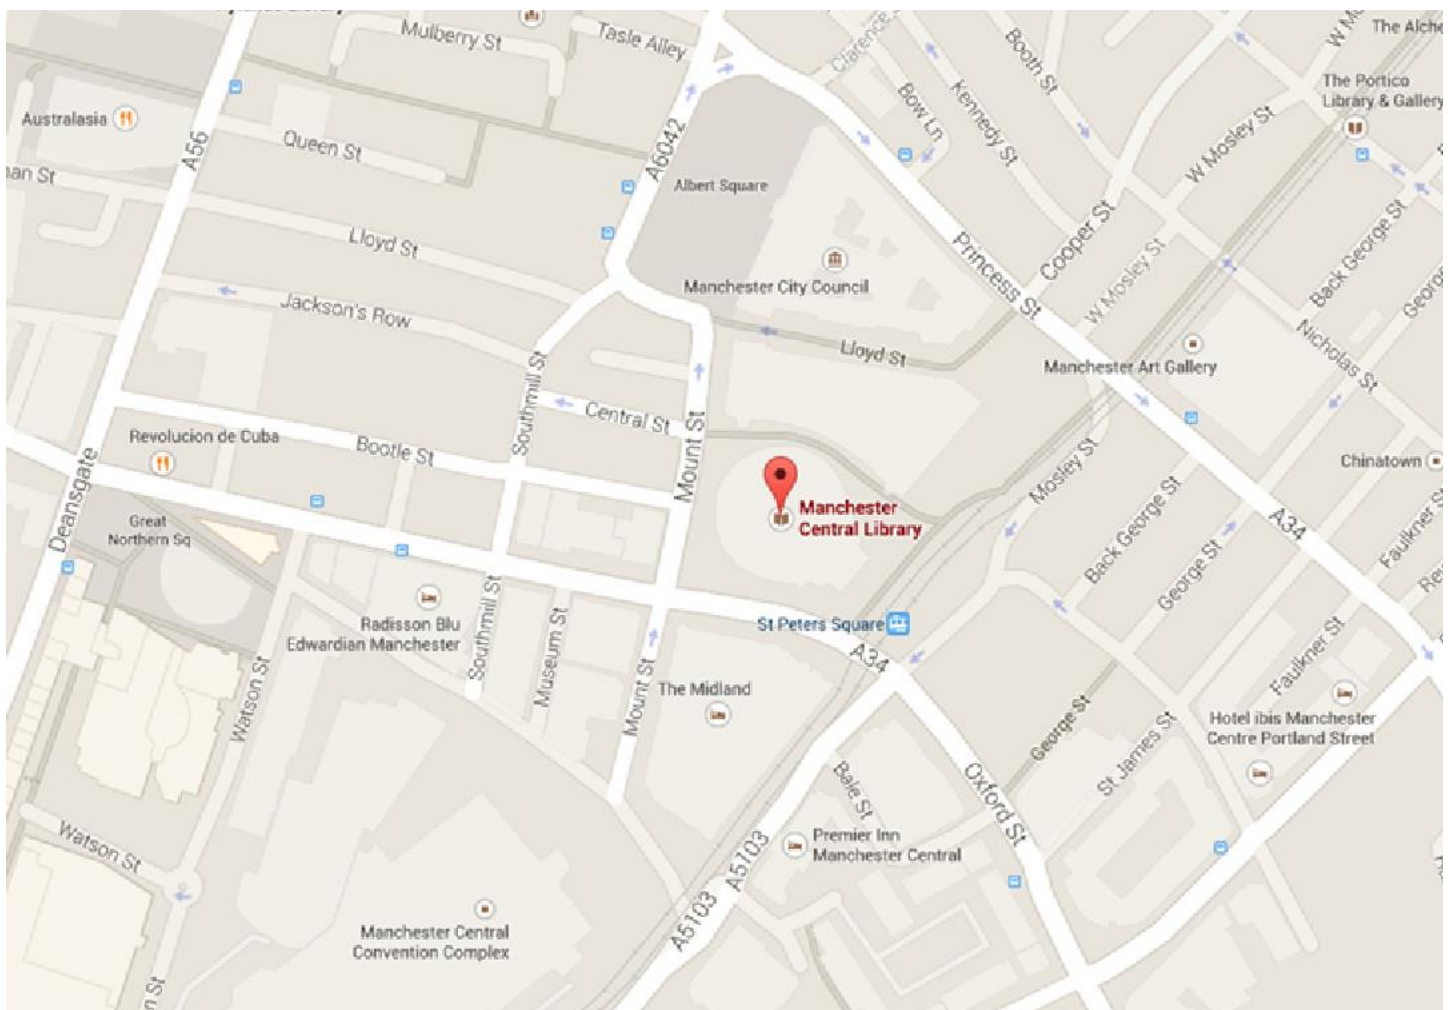 Mulberry St
Tasle Alley
Booth St
W Mosley St
The Portico
Library & Gallery
Australasia
A56
Queen St
A6042
Albert Square
Bow Ln
Kennedy St
Lloyd St
Princess St
Cooper St
W Mosley St
Back George St
Manchester City Council
Jackson's Row
Lloyd St
Manchester Art Gallery
Nicholas St
Southmill St
Central St
Mount St
Revolucion de Cuba
Bootle St
Mosley St
Chinatown
Deansgate
Great
Northern Sq
Manchester
Central Library
A34
Back George St
George St
Radisson Blu
Edwardian Manchester
Southmill St
Museum St
St Peters Square
A34
Faulkner St
Watson St
Mount St
The Midland
George St
St James St
Hotel ibis Manchester
Centre Portland Street
Oxford St
Watson St
Premier Inn
Manchester Central
A5103
A5103
Manchester Central
Convention Complex